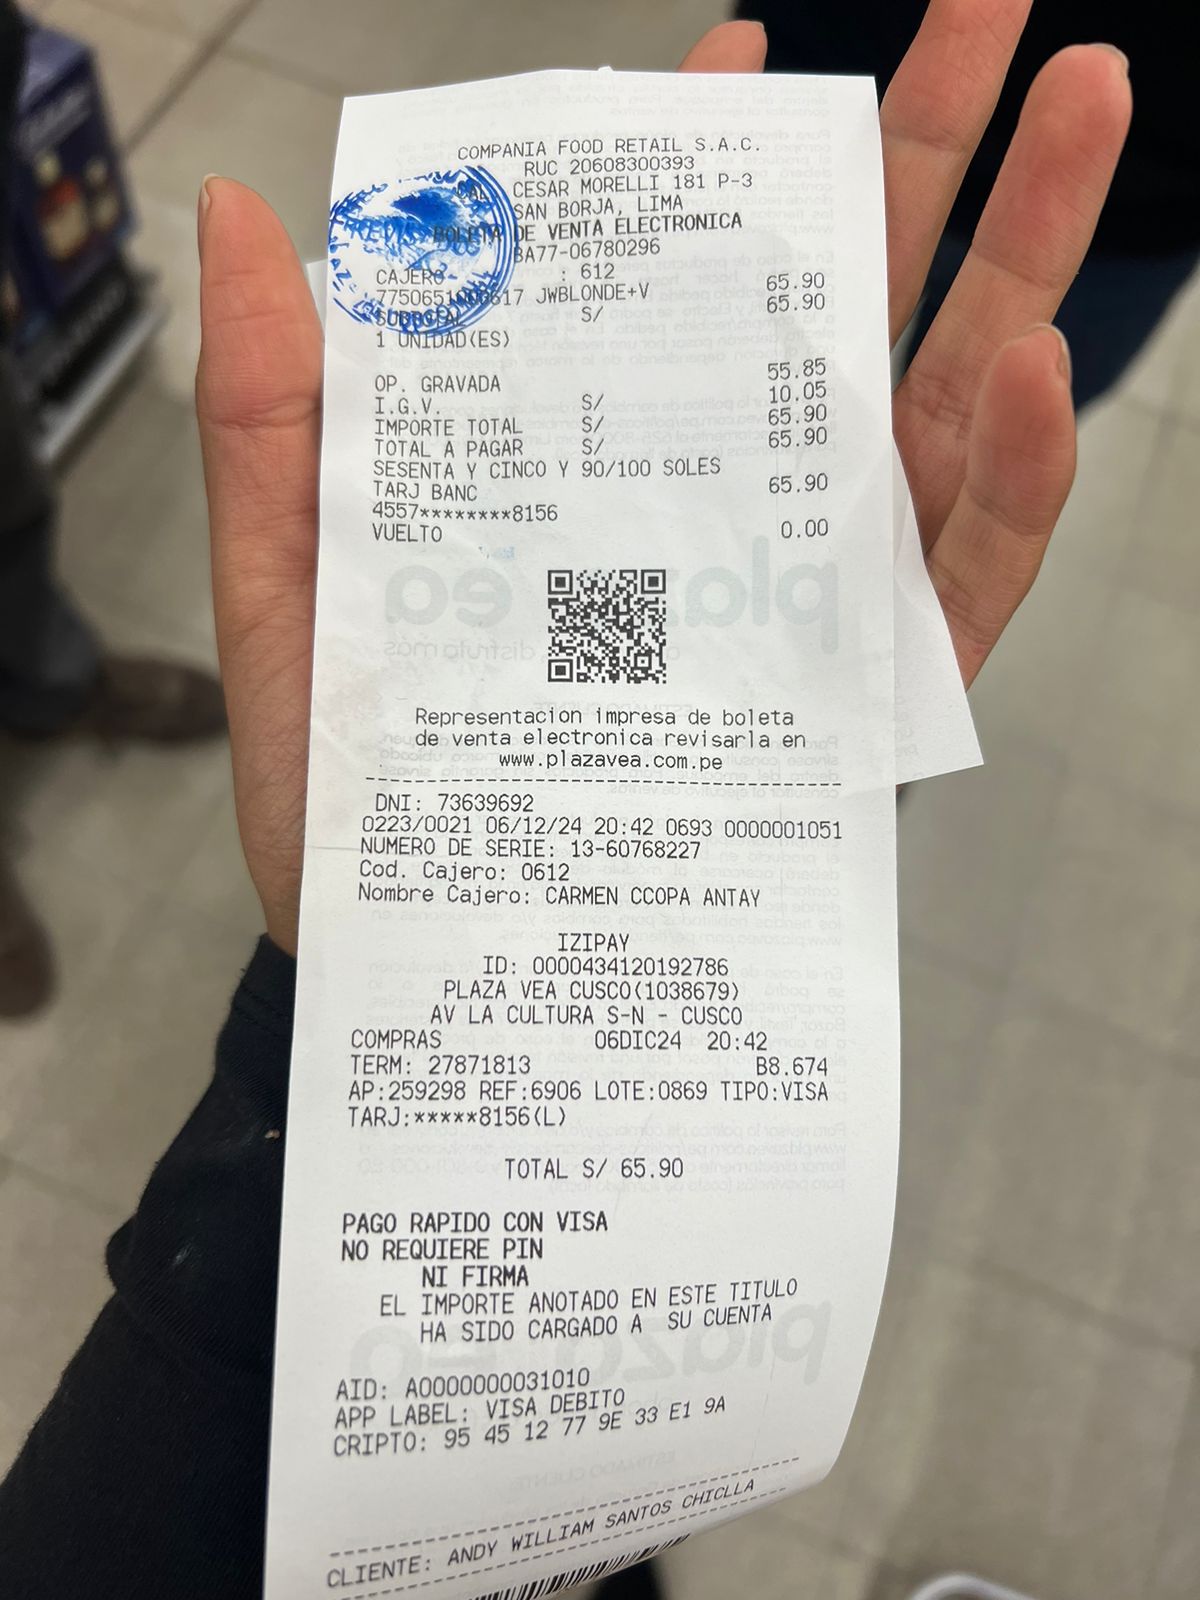 COMPANIA FOOD RETAIL S.A.C.
RUC 20608300393
CAL. CESAR MORELLI 181 P-3
SAN BORJA, LIMA
BOLETA DE VENTA ELECTRONICA
BA77-06780296
CAJERO : 612
7750651000617 JWBLONDE+V 65.90
SUBTOTAL S/ 65.90
1 UNIDAD(ES)
OP. GRAVADA 55.85
I.G.V. S/ 10.05
IMPORTE TOTAL S/ 65.90
TOTAL A PAGAR S/ 65.90
SESENTA Y CINCO Y 90/100 SOLES
TARJ BANC 65.90
4557********8156
VUELTO 0.00
Representacion impresa de boleta
de venta electronica revisarla en
www.plazavea.com.pe
DNI: 73639692
0223/0021 06/12/24 20:42 0693 0000001051
NUMERO DE SERIE: 13-60768227
Cod. Cajero: 0612
Nombre Cajero: CARMEN CCOPA ANTAY
IZIPAY
ID: 0000434120192786
PLAZA VEA CUSCO(1038679)
AV LA CULTURA S-N - CUSCO
COMPRAS 06DIC24 20:42
TERM: 27871813 B8.674
AP:259298 REF:6906 LOTE:0869 TIPO:VISA
TARJ:*****8156(L)
TOTAL S/ 65.90
PAGO RAPIDO CON VISA
NO REQUIERE PIN
NI FIRMA
EL IMPORTE ANOTADO EN ESTE TITULO
HA SIDO CARGADO A SU CUENTA
AID: A0000000031010
APP LABEL: VISA DEBITO
CRIPTO: 95 45 12 77 9E 33 E1 9A
CLIENTE: ANDY WILLIAM SANTOS CHICLLA